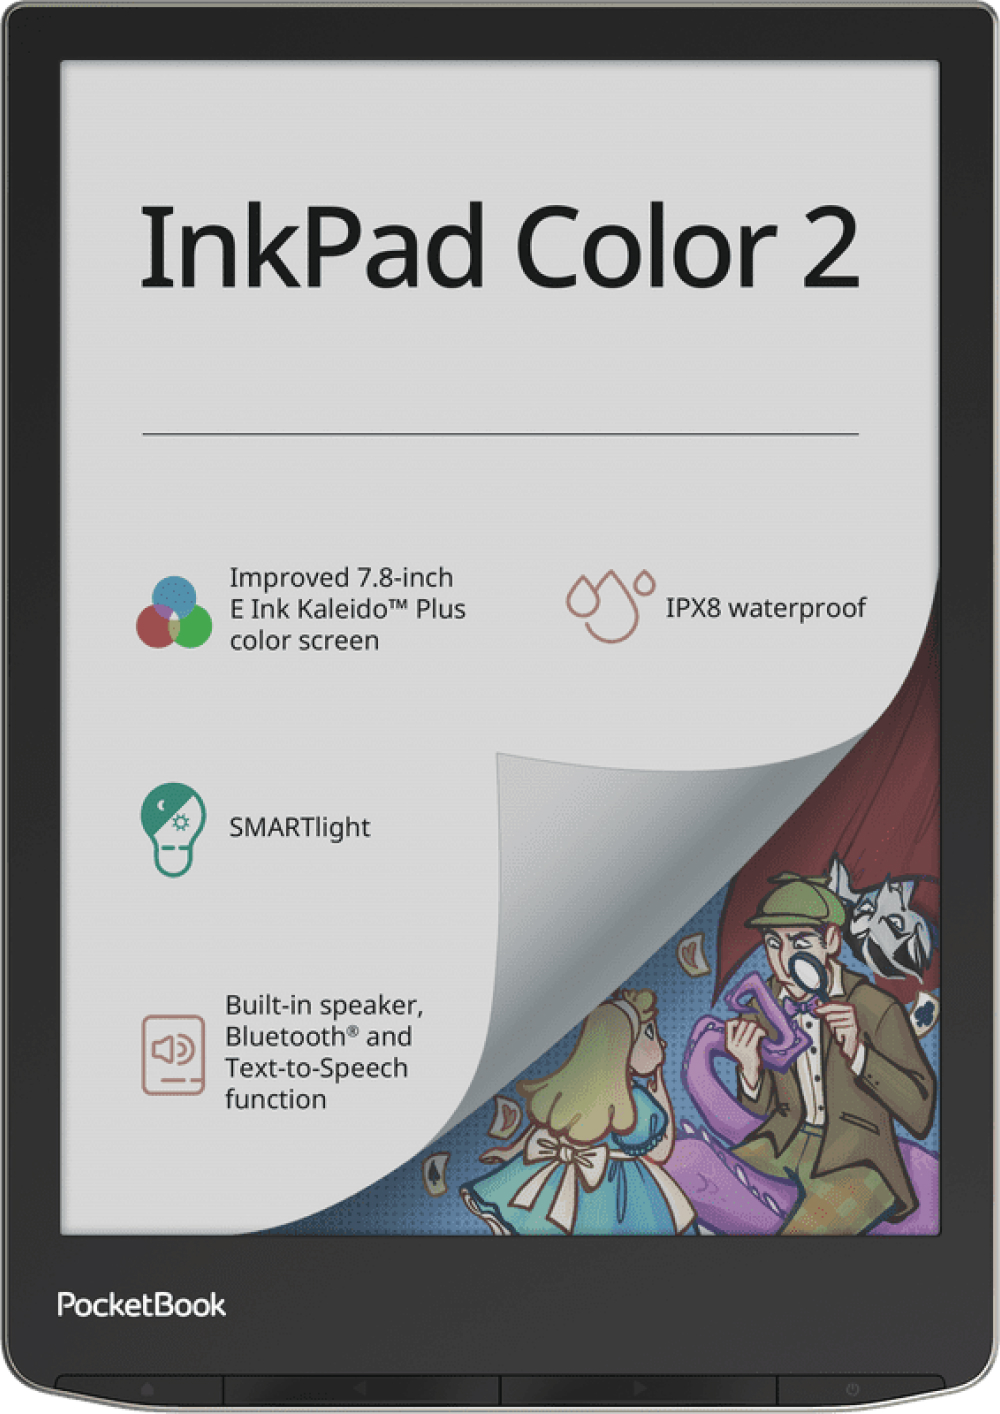 InkPad Color 2
Improved 7.8-inch
E Ink Kaleido™ Plus
color screen
IPX8 waterproof
SMARTlight
Built-in speaker,
Bluetooth® and
Text-to-Speech
function
PocketBook